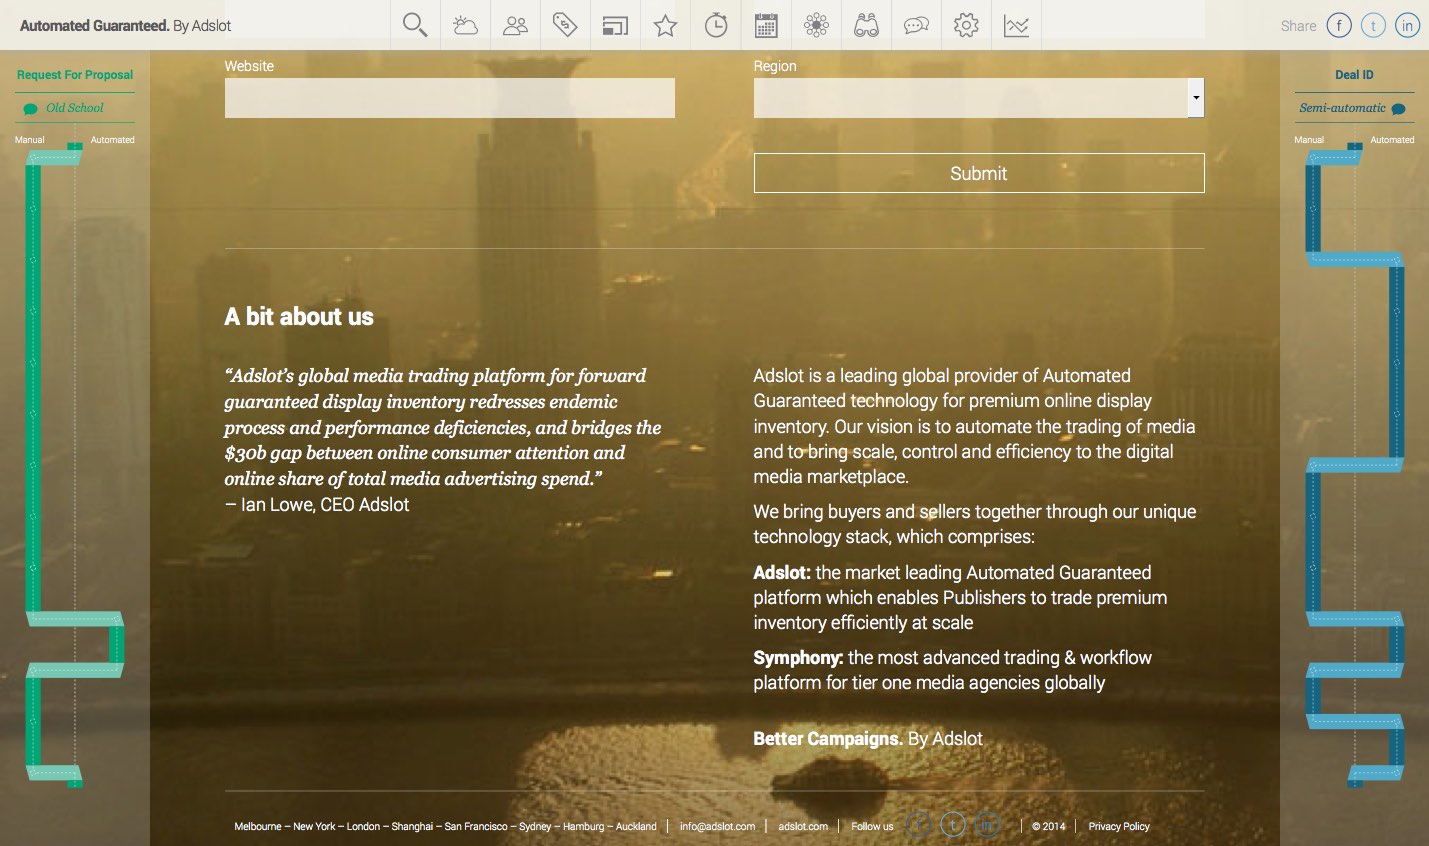 Automated Guaranteed. By Adslot
Share f t in
Request For Proposal
Old School
Manual Automated
Website
Region
Submit
Deal ID
Semi-automatic
Manual Automated
A bit about us
“Adslot’s global media trading platform for forward
guaranteed display inventory redresses endemic
process and performance deficiencies, and bridges the
$30b gap between online consumer attention and
online share of total media advertising spend.”
– Ian Lowe, CEO Adslot
Adslot is a leading global provider of Automated
Guaranteed technology for premium online display
inventory. Our vision is to automate the trading of media
and to bring scale, control and efficiency to the digital
media marketplace.
We bring buyers and sellers together through our unique
technology stack, which comprises:
Adslot: the market leading Automated Guaranteed
platform which enables Publishers to trade premium
inventory efficiently at scale
Symphony: the most advanced trading & workflow
platform for tier one media agencies globally
Better Campaigns. By Adslot
Melbourne – New York – London – Shanghai – San Francisco – Sydney – Hamburg – Auckland | info@adslot.com | adslot.com | Follow us f t in | © 2014 | Privacy Policy